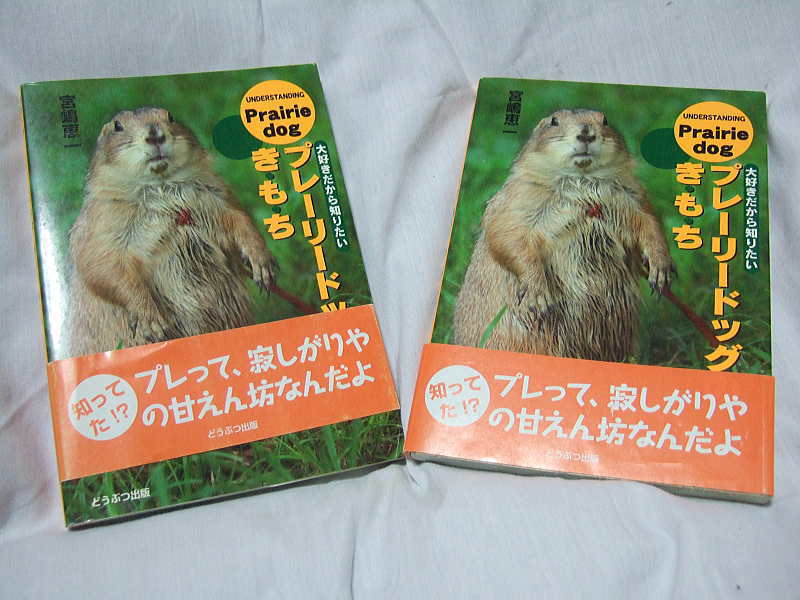 宮嶋恵一
UNDERSTANDING
Prairie
dog
大好きだから知りたい
プレーリードッ
き・も・ち
知って
た!?
プレって、寂しがりや
の甘えん坊なんだよ
どうぶつ出版
どうぶつ出版
宮嶋恵一
UNDERSTANDING
Prairie
dog
大好きだから知りたい
プレーリードッグ
き・も・ち
知って
た!?
プレって、寂しがりや
の甘えん坊なんだよ
どうぶつ出版